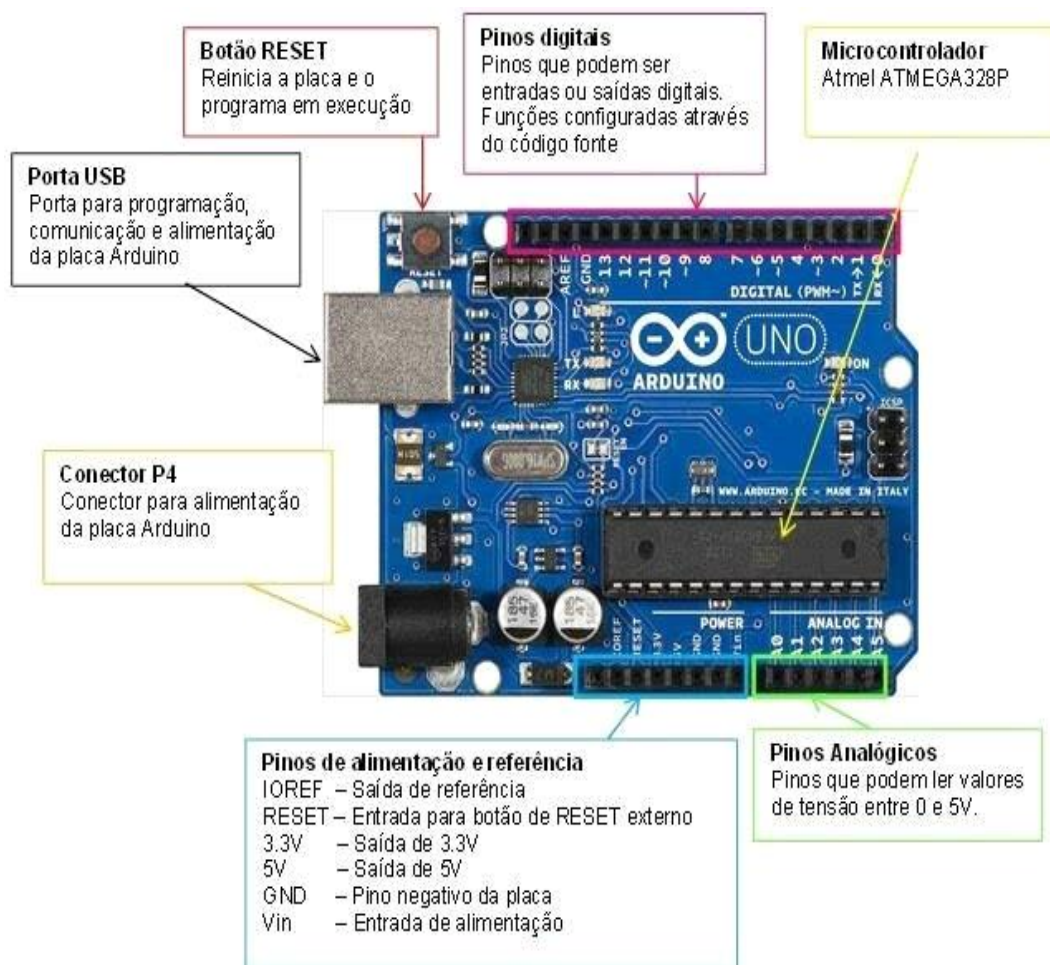 Botão RESET
Reinicia a placa e o
programa em execução
Pinos digitais
Pinos que podem ser
entradas ou saídas digitais.
Funções configuradas através
do código fonte
Microcontrolador
Atmel ATMEGA328P
Porta USB
Porta para programação,
comunicação e alimentação
da placa Arduino
Conector P4
Conector para alimentação
da placa Arduino
RESET
AREF
GND
13
12
~11
~10
~9
8
7
~6
~5
4
~3
2
TX→1
RX←0
DIGITAL (PWM~)
L
TX
RX
ARDUINO
UNO
ON
ICSP
RESET EN
WWW.ARDUINO.CC - MADE IN ITALY
POWER
ANALOG IN
IOREF
RESET
3.3V
5V
GND
GND
Vin
A0
A1
A2
A3
A4
A5
Pinos de alimentação e referência
IOREF – Saída de referência
RESET – Entrada para botão de RESET externo
3.3V – Saída de 3.3V
5V – Saída de 5V
GND – Pino negativo da placa
Vin – Entrada de alimentação
Pinos Analógicos
Pinos que podem ler valores
de tensão entre 0 e 5V.